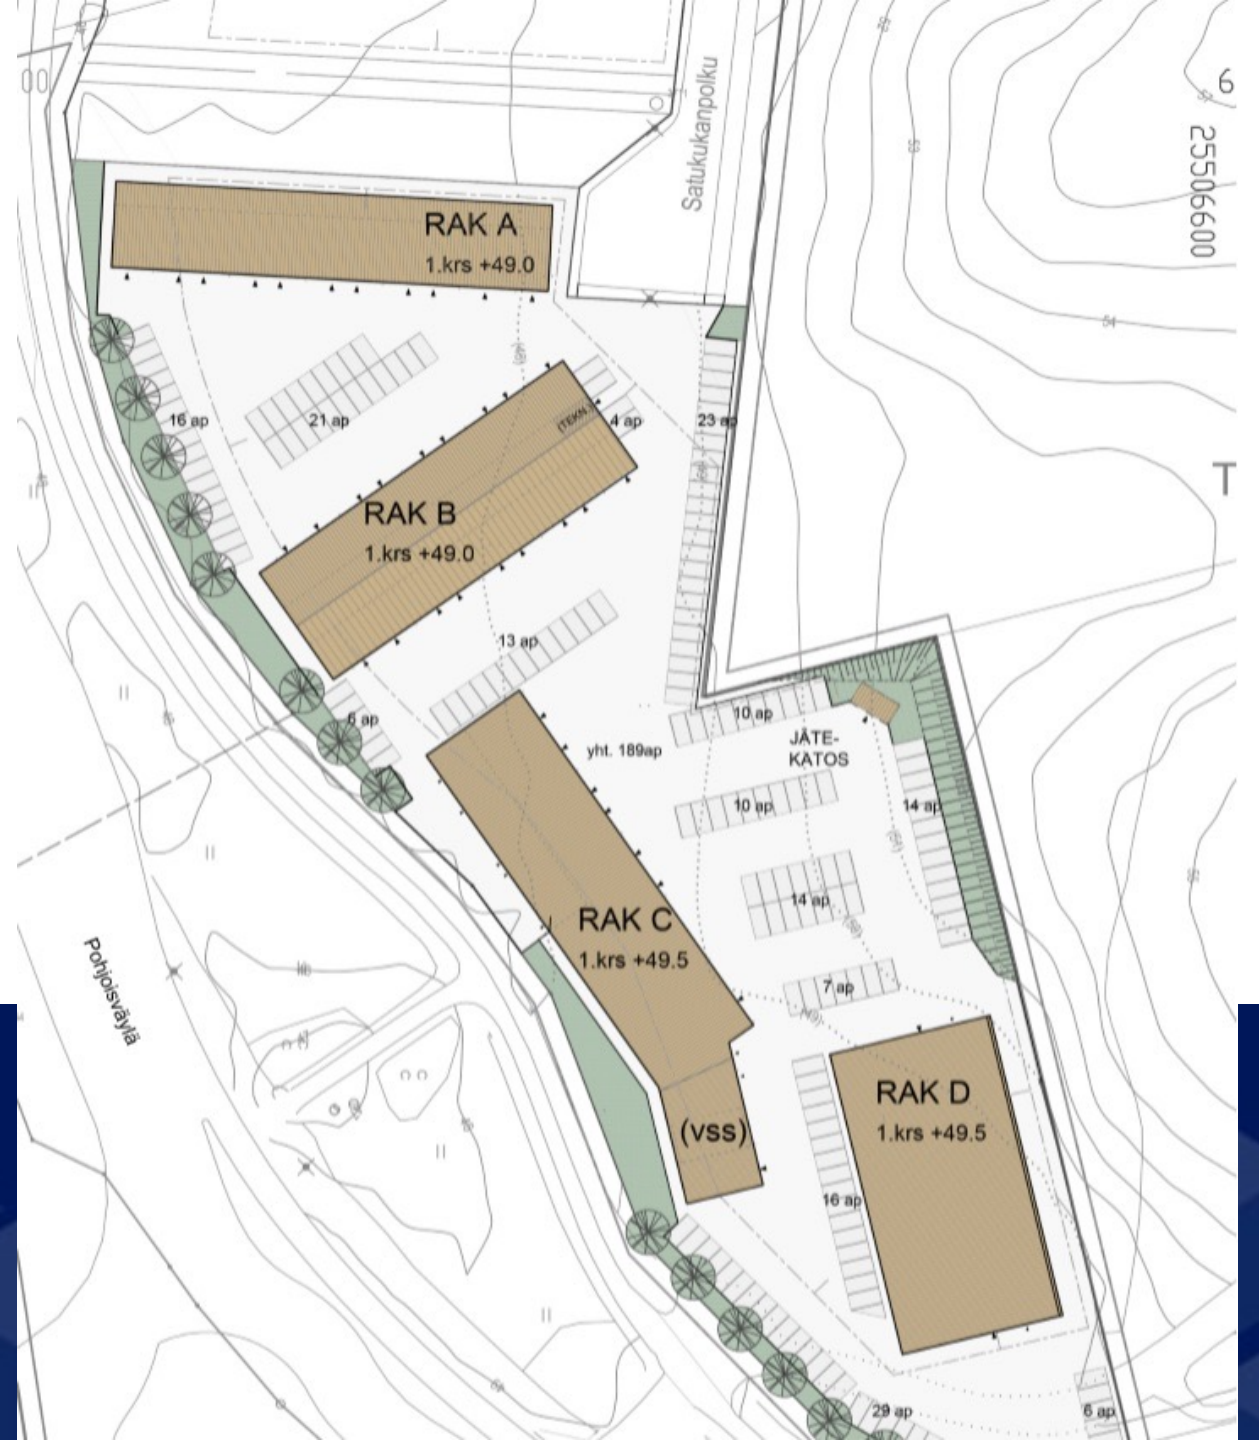 Satukukanpolku
6
25506600
RAK A
1.krs +49.0
16 ap
21 ap
(TEKN.)
4 ap
23 ap
T
RAK B
1.krs +49.0
13 ap
6 ap
10 ap
yht. 189ap
JÄTE-
KATOS
10 ap
14 ap
14 ap
RAK C
1.krs +49.5
7 ap
Pohjoisväylä
RAK D
1.krs +49.5
(vss)
16 ap
29 ap
6 ap